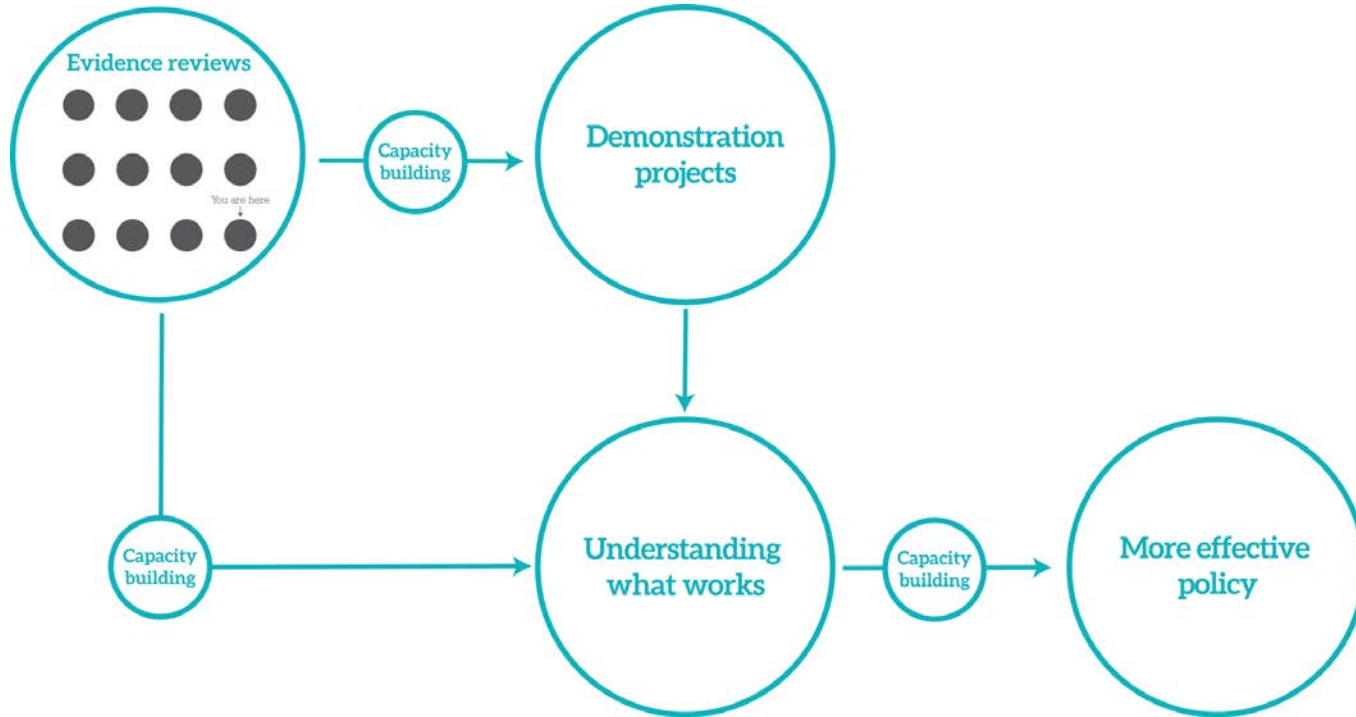 Evidence reviews
You are here
Capacity
building
Demonstration
projects
Capacity
building
Understanding
what works
Capacity
building
More effective
policy